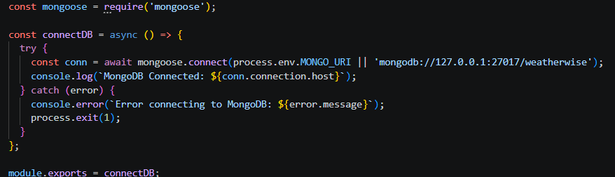 const mongoose = require('mongoose');
const connectDB = async () => {
try {
const conn = await mongoose.connect(process.env.MONGO_URI || 'mongodb://127.0.0.1:27017/weatherwise');
console.log(`MongoDB Connected: ${conn.connection.host}`);
} catch (error) {
console.error(`Error connecting to MongoDB: ${error.message}`);
process.exit(1);
}
};
module.exports = connectDB;